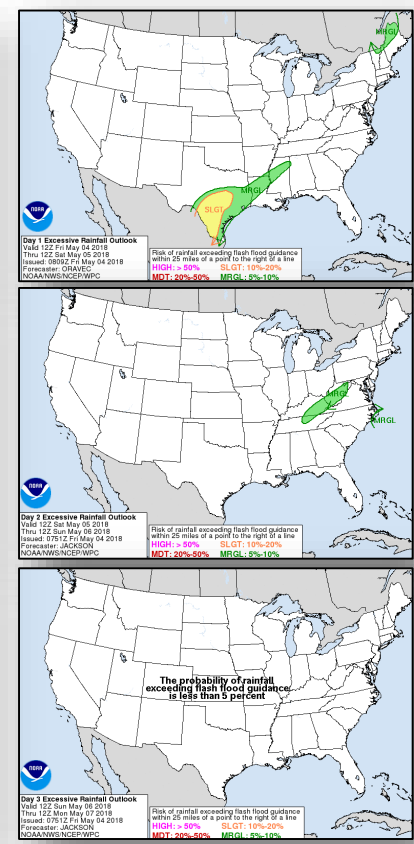 MRGL
MRGL
SLGT
NOAA
Day 1 Excessive Rainfall Outlook
Valid 12Z Fri May 04 2018
Thru 12Z Sat May 05 2018
Issued: 0809Z Fri May 04 2018
Forecaster: ORAVEC
NOAA/NWS/NCEP/WPC
Risk of rainfall exceeding flash flood guidance
within 25 miles of a point to the right of a line
HIGH: > 50% SLGT: 10%-20%
MDT: 20%-50% MRGL: 5%-10%
MRGL
MRGL
NOAA
Day 2 Excessive Rainfall Outlook
Valid 12Z Sat May 05 2018
Thru 12Z Sun May 06 2018
Issued: 0751Z Fri May 04 2018
Forecaster: JACKSON
NOAA/NWS/NCEP/WPC
Risk of rainfall exceeding flash flood guidance
within 25 miles of a point to the right of a line
HIGH: > 50% SLGT: 10%-20%
MDT: 20%-50% MRGL: 5%-10%
The probability of rainfall
exceeding flash flood guidance
is less than 5 percent
NOAA
Day 3 Excessive Rainfall Outlook
Valid 12Z Sun May 06 2018
Thru 12Z Mon May 07 2018
Issued: 0751Z Fri May 04 2018
Forecaster: JACKSON
NOAA/NWS/NCEP/WPC
Risk of rainfall exceeding flash flood guidance
within 25 miles of a point to the right of a line
HIGH: > 50% SLGT: 10%-20%
MDT: 20%-50% MRGL: 5%-10%